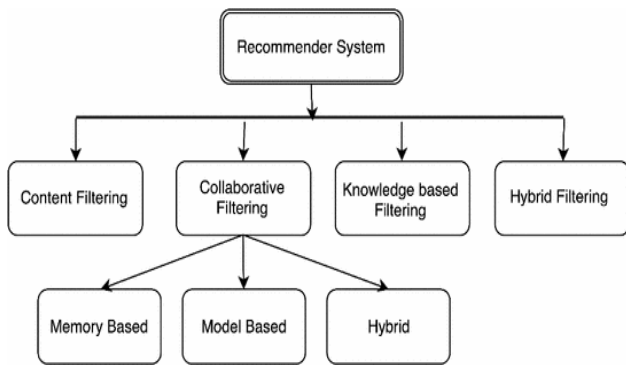 Recommender System
Content Filtering
Collaborative
Filtering
Knowledge based
Filtering
Hybrid Filtering
Memory Based
Model Based
Hybrid